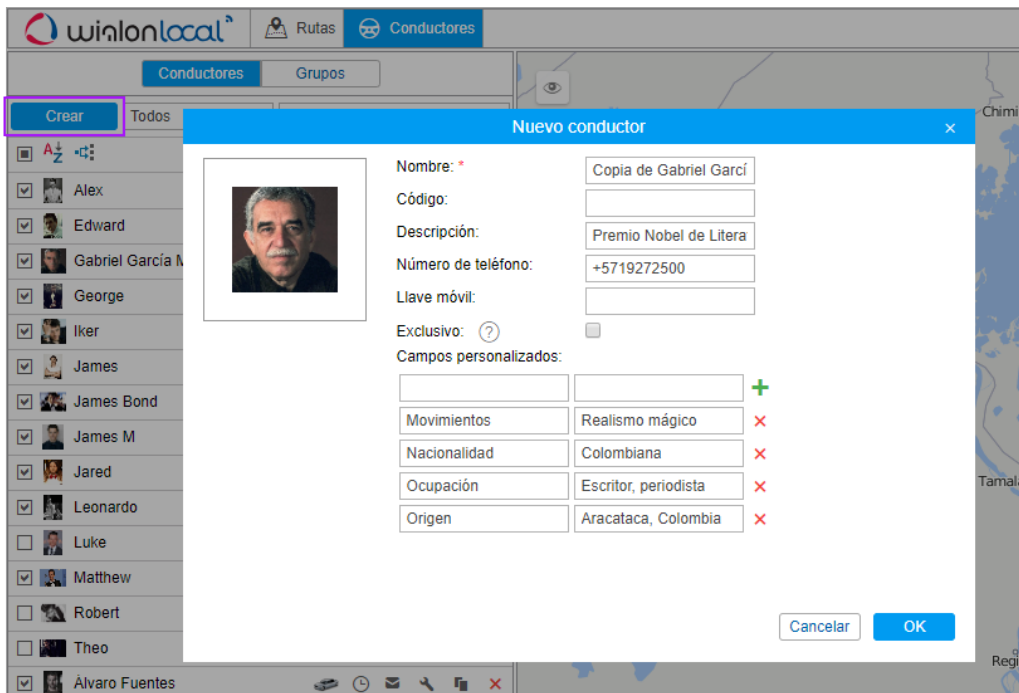 wialonlocal
Rutas
Conductores
Conductores
Grupos
Crear
Todos
Nuevo conductor
Chimi
Nombre: *
Copia de Gabriel Garcí
Código:
Descripción:
Premio Nobel de Litera
Número de teléfono:
+5719272500
Llave móvil:
Exclusivo:
?
Campos personalizados:
Movimientos
Realismo mágico
Nacionalidad
Colombiana
Ocupación
Escritor, periodista
Origen
Aracataca, Colombia
Cancelar
OK
AZ
Alex
Edward
Gabriel García M
George
Iker
James
James Bond
James M
Jared
Leonardo
Luke
Matthew
Robert
Theo
Álvaro Fuentes
Tamala
Regi